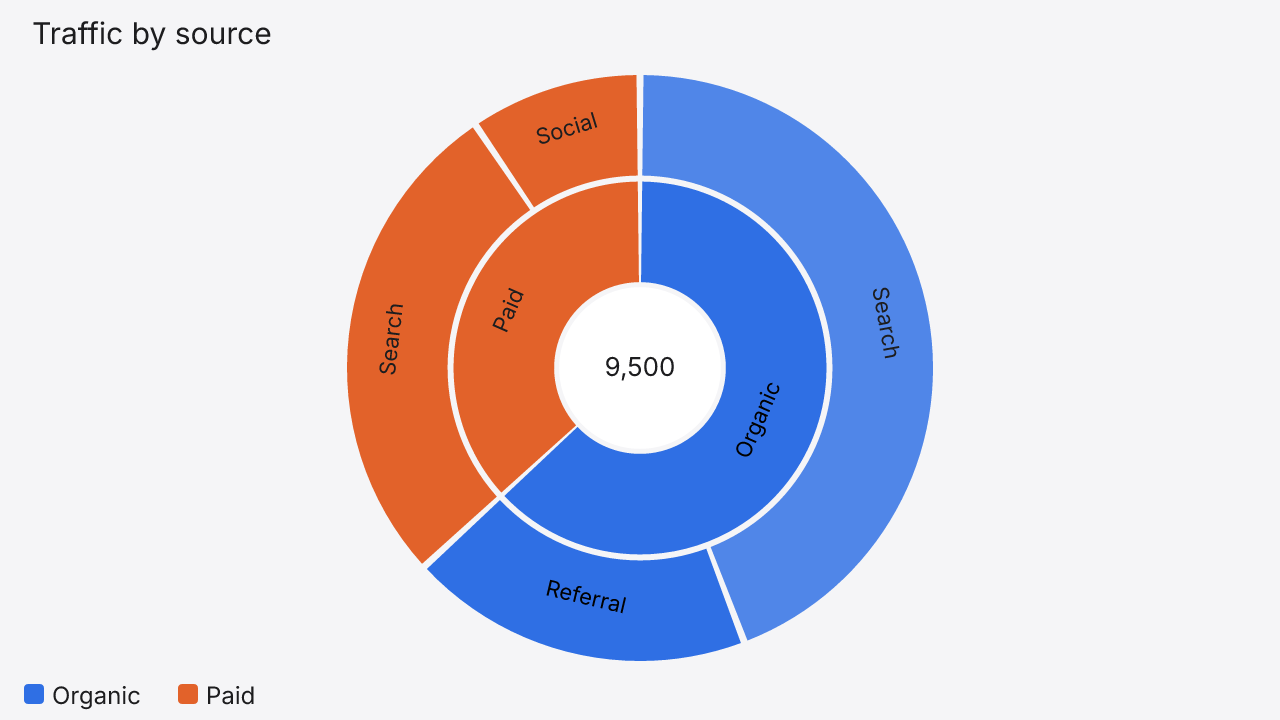 Traffic by source
Social
Search
Paid
Search
9,500
Organic
Referral
Organic
Paid